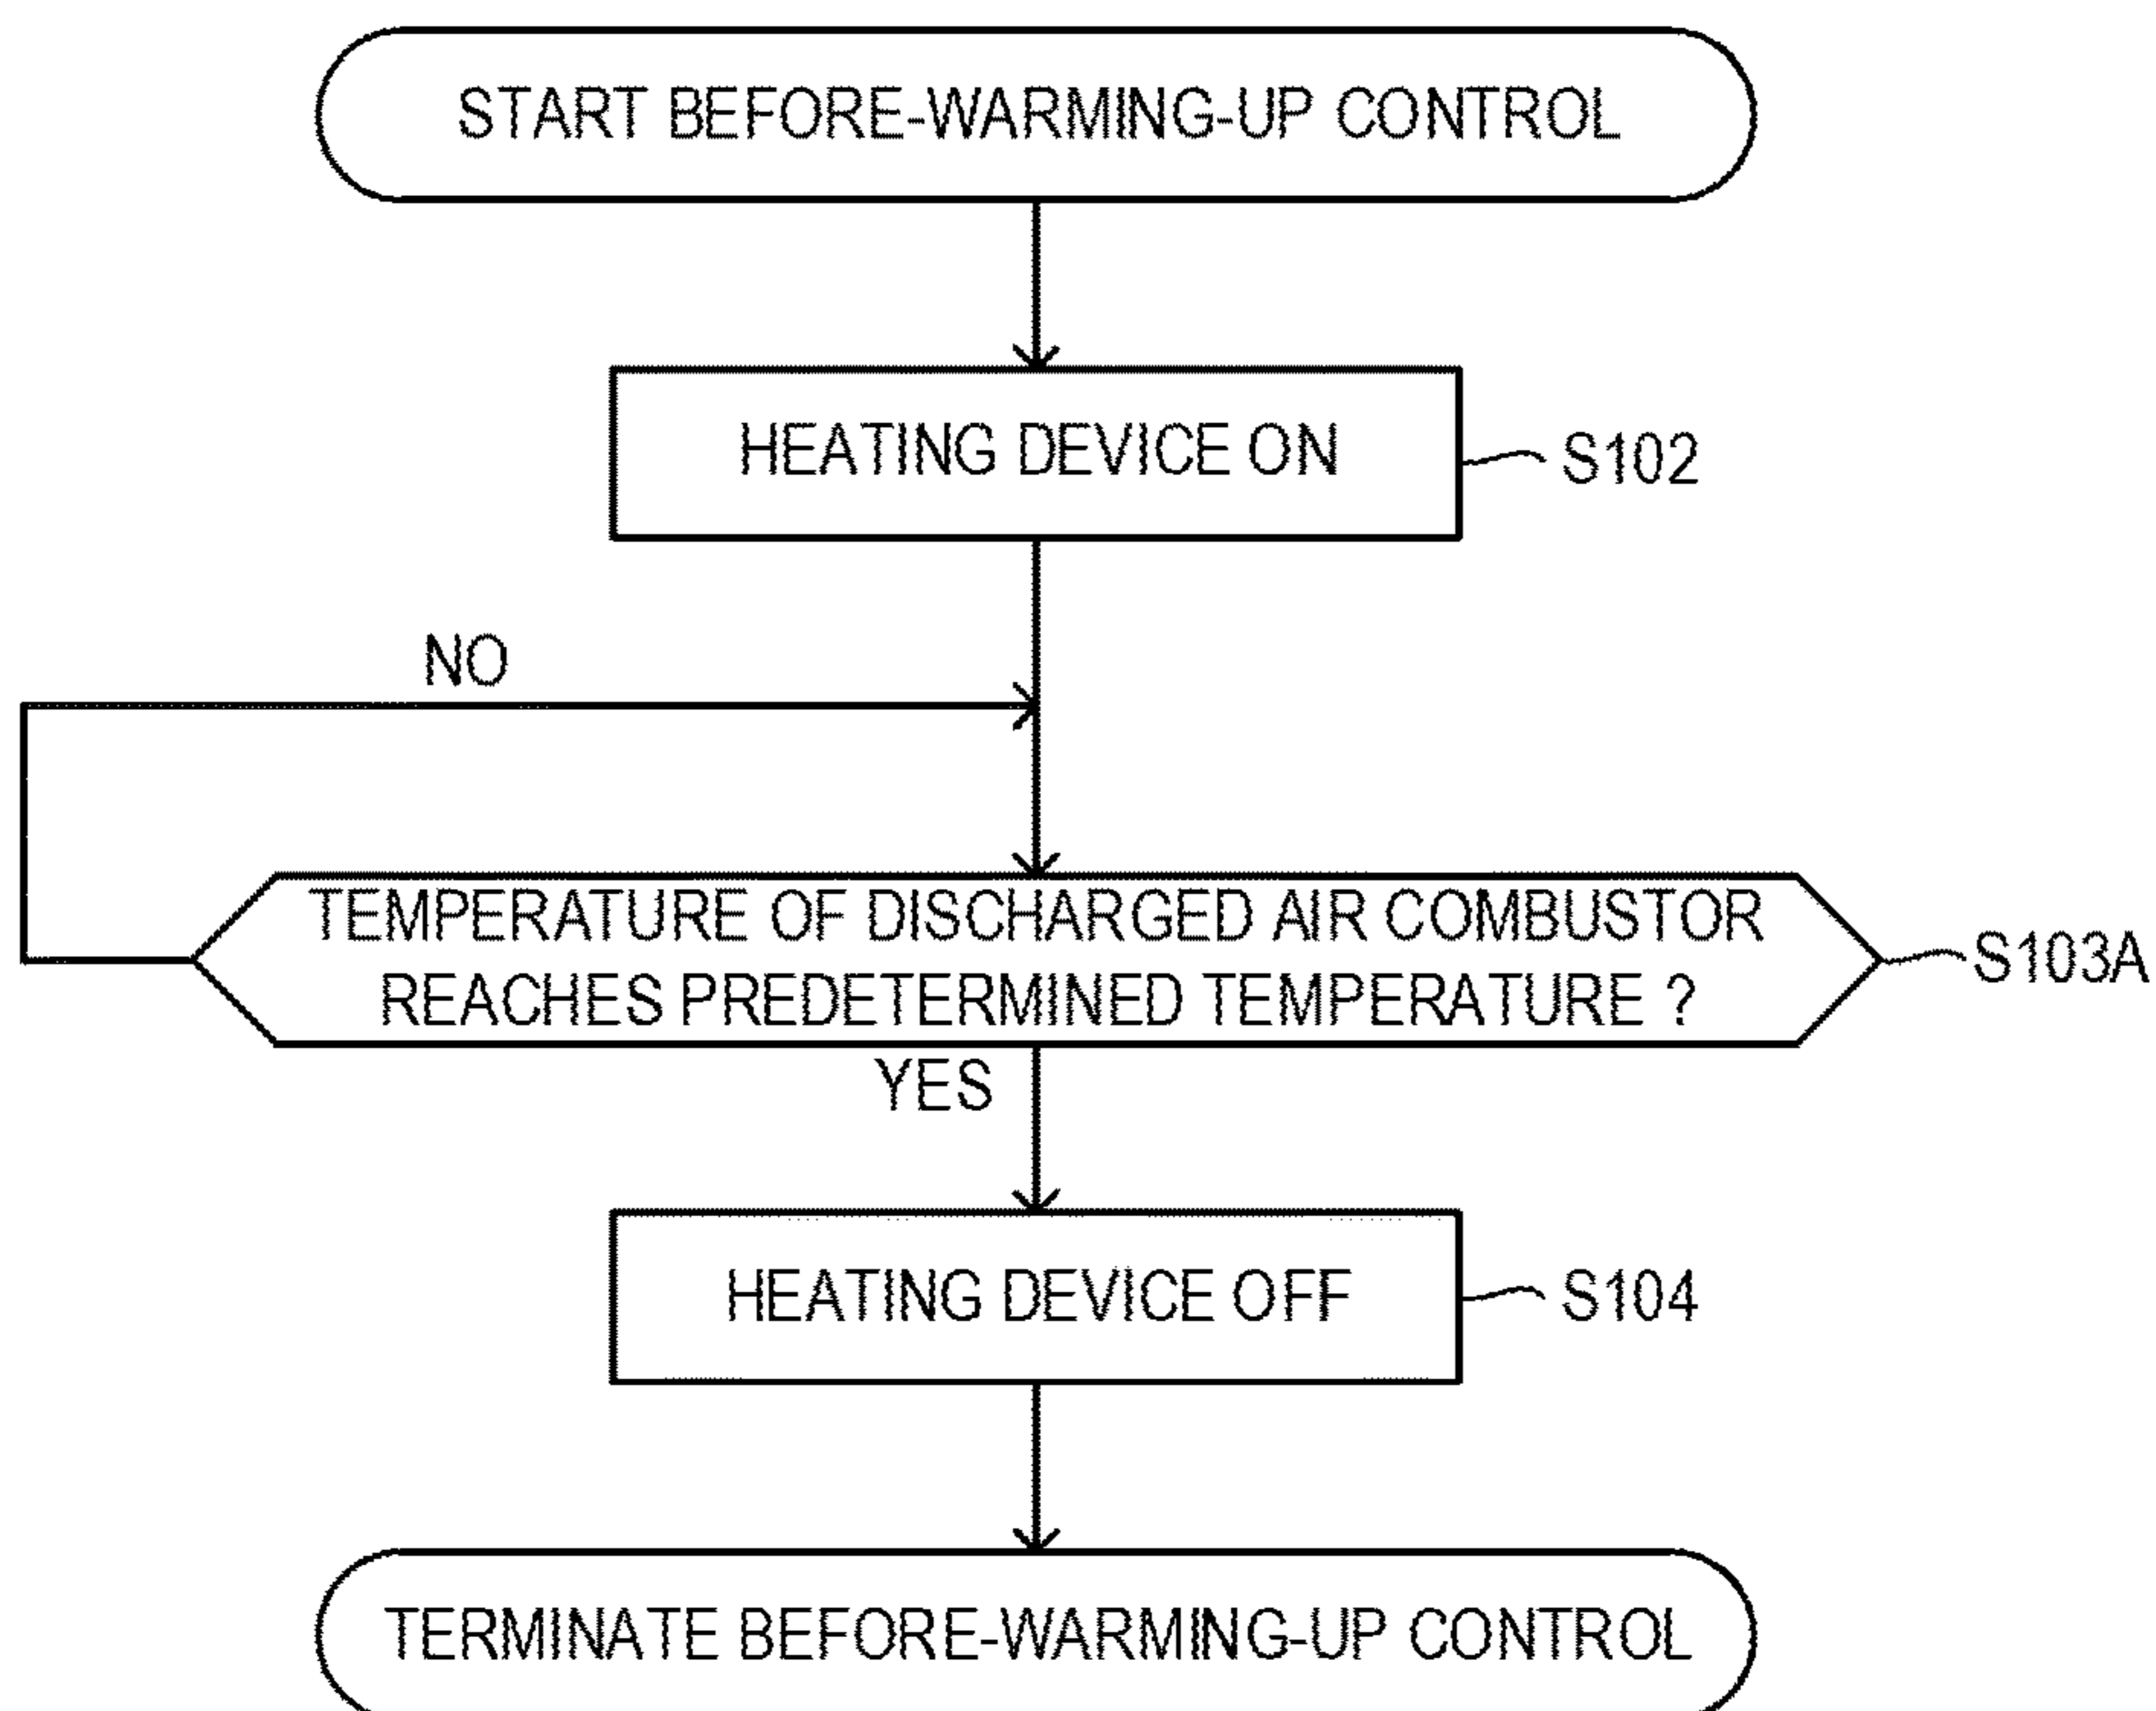 START BEFORE-WARMING-UP CONTROL
HEATING DEVICE ON
S102
NO
TEMPERATURE OF DISCHARGED AIR COMBUSTOR
REACHES PREDETERMINED TEMPERATURE ?
S103A
YES
HEATING DEVICE OFF
S104
TERMINATE BEFORE-WARMING-UP CONTROL